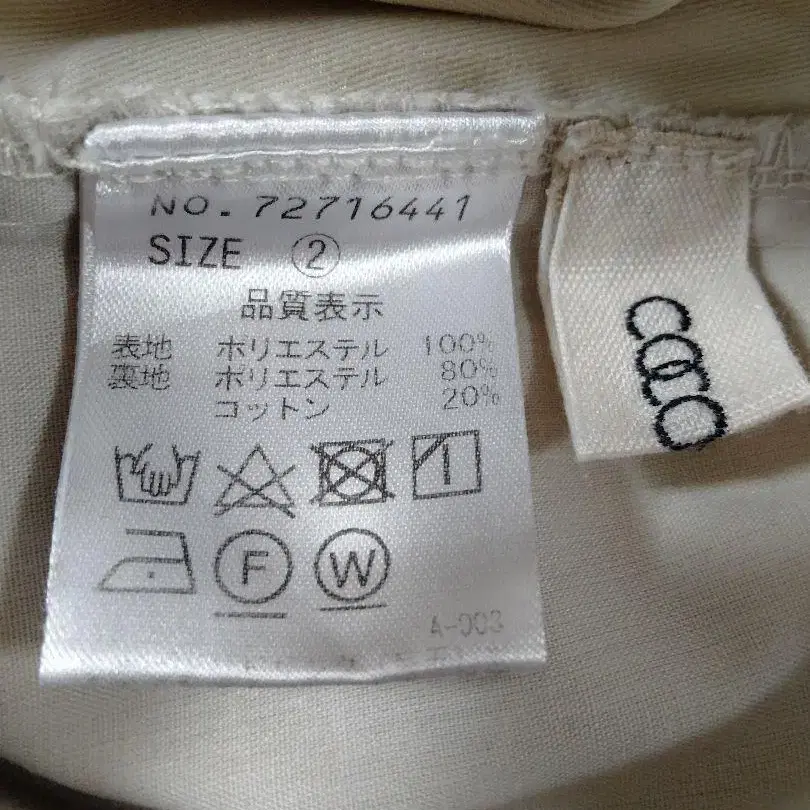 NO. 72716441
SIZE ②
品質表示
表地 ポリエステル 100%
裏地 ポリエステル 80%
コットン 20%
F
W
A-003
coco